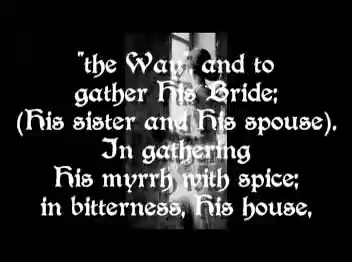 "the Way" and to
gather His Bride;
(His sister and His spouse).
In gathering
His myrrh with spice;
in bitterness, His house,